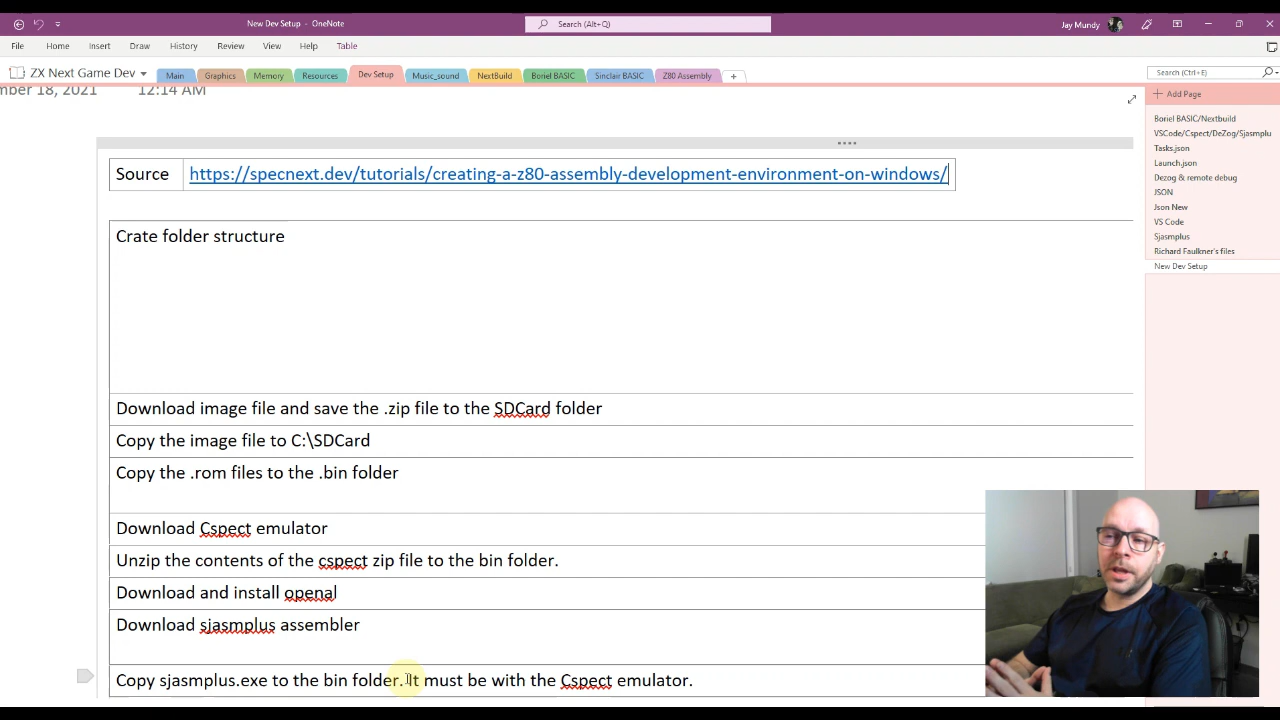 New Dev Setup - OneNote
Search (Alt+Q)
Jay Mundy
File Home Insert Draw History Review View Help Table
ZX Next Game Dev
Main Graphics Memory Resources Dev Setup Music_sound NextBuild Boriel BASIC Sinclair BASIC Z80 Assembly
Search (Ctrl+E)
mber 18, 2021 12:14 AM
Add Page
Boriel BASIC/Nextbuild
VSCode/Cspect/DeZog/Sjasmplu
Tasks.json
Launch.json
Dezog & remote debug
JSON
Json New
VS Code
Sjasmplus
Richard Faulkner's files
New Dev Setup
Source https://specnext.dev/tutorials/creating-a-z80-assembly-development-environment-on-windows/
Crate folder structure
Download image file and save the .zip file to the SDCard folder
Copy the image file to C:\SDCard
Copy the .rom files to the .bin folder
Download Cspect emulator
Unzip the contents of the cspect zip file to the bin folder.
Download and install openal
Download sjasmplus assembler
Copy sjasmplus.exe to the bin folder. It must be with the Cspect emulator.